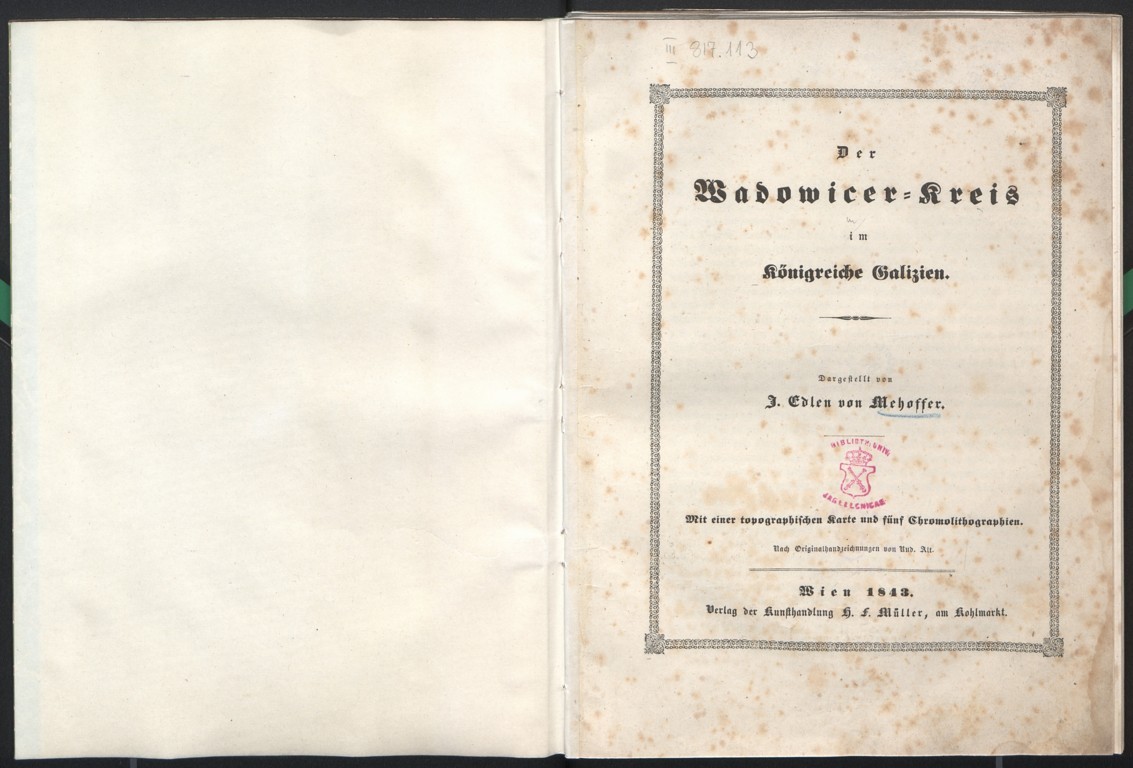 III 817.113
Der
Wadowicer-Kreis
im
Königreiche Galizien.
Dargestellt von
J. Edlen von Mehoffer.
BIBLIOTH. UNIV.
JAGELLONICAE
Mit einer topographischen Karte und fünf Chromolithographien.
Nach Originalhandzeichnungen von Rud. Alt.
Wien 1843.
Verlag der Kunsthandlung H. F. Müller, am Kohlmarkt.